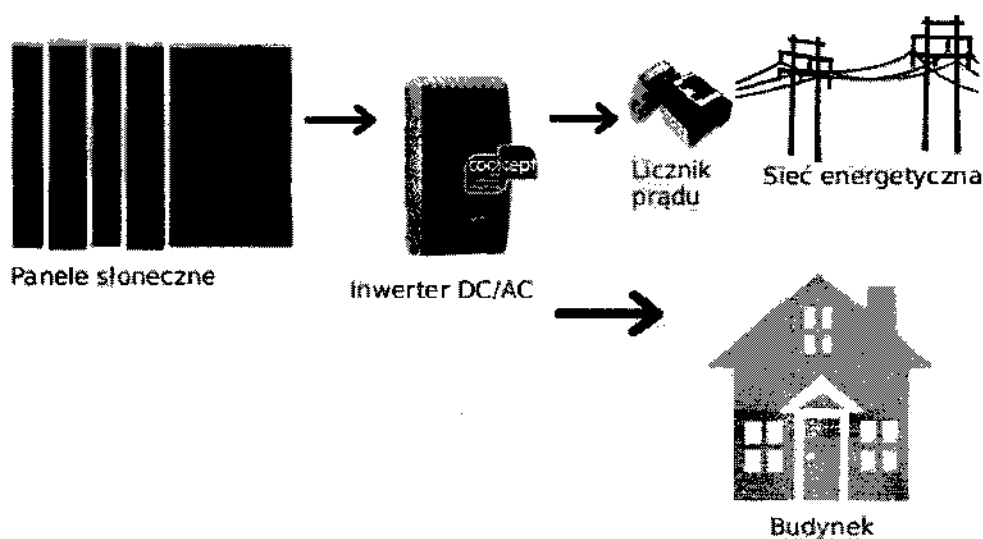 Panele słoneczne
Inwerter DC/AC
Licznik
prądu
Sieć energetyczna
Budynek